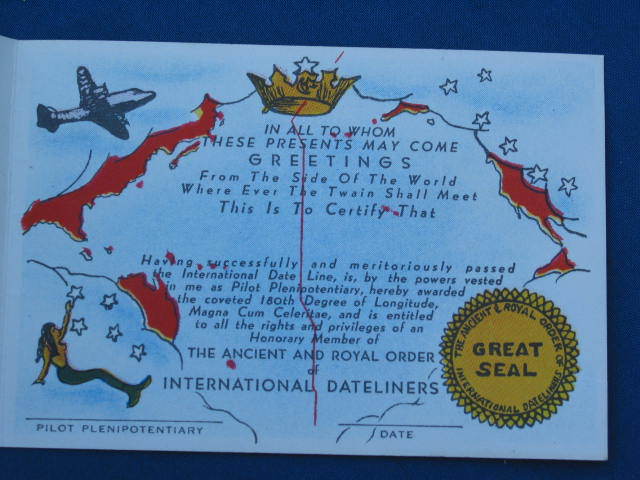 IN ALL TO WHOM
THESE PRESENTS MAY COME
GREETINGS
From The Side Of The World
Where Ever The Twain Shall Meet
This Is To Certify That
Having successfully and meritoriously passed
the International Date Line, is, by the powers vested
in me as Pilot Plenipotentiary, hereby awarded
the coveted 180th Degree of Longitude,
Magna Cum Celeritae, and is entitled
to all the rights and privileges of an
Honorary Member of
THE ANCIENT AND ROYAL ORDER
of
INTERNATIONAL DATELINERS
THE ANCIENT & ROYAL ORDER OF
INTERNATIONAL DATELINERS
GREAT
SEAL
PILOT PLENIPOTENTIARY
DATE